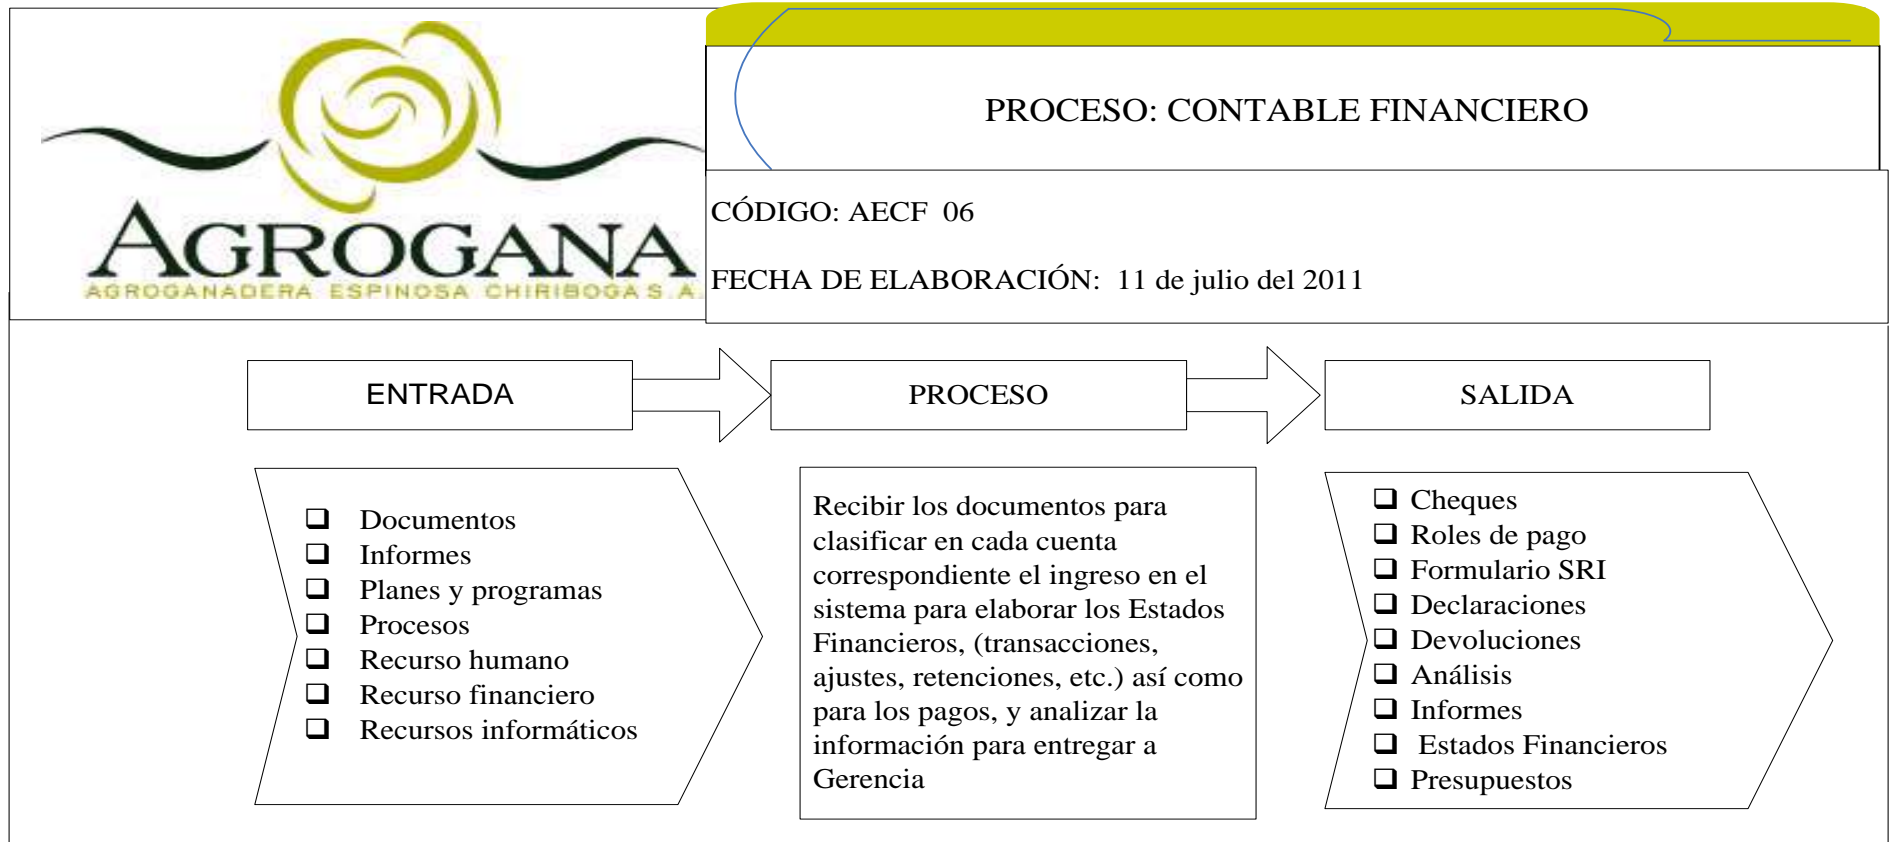 AGROGANA
AGROGANADERA ESPINOSA CHIRIBOGA S.A.
PROCESO: CONTABLE FINANCIERO
CÓDIGO: AECF 06
FECHA DE ELABORACIÓN: 11 de julio del 2011
ENTRADA
PROCESO
SALIDA
Documentos
Informes
Planes y programas
Procesos
Recurso humano
Recurso financiero
Recursos informáticos
Recibir los documentos para
clasificar en cada cuenta
correspondiente el ingreso en el
sistema para elaborar los Estados
Financieros, (transacciones,
ajustes, retenciones, etc.) así como
para los pagos, y analizar la
información para entregar a
Gerencia
Cheques
Roles de pago
Formulario SRI
Declaraciones
Devoluciones
Análisis
Informes
Estados Financieros
Presupuestos